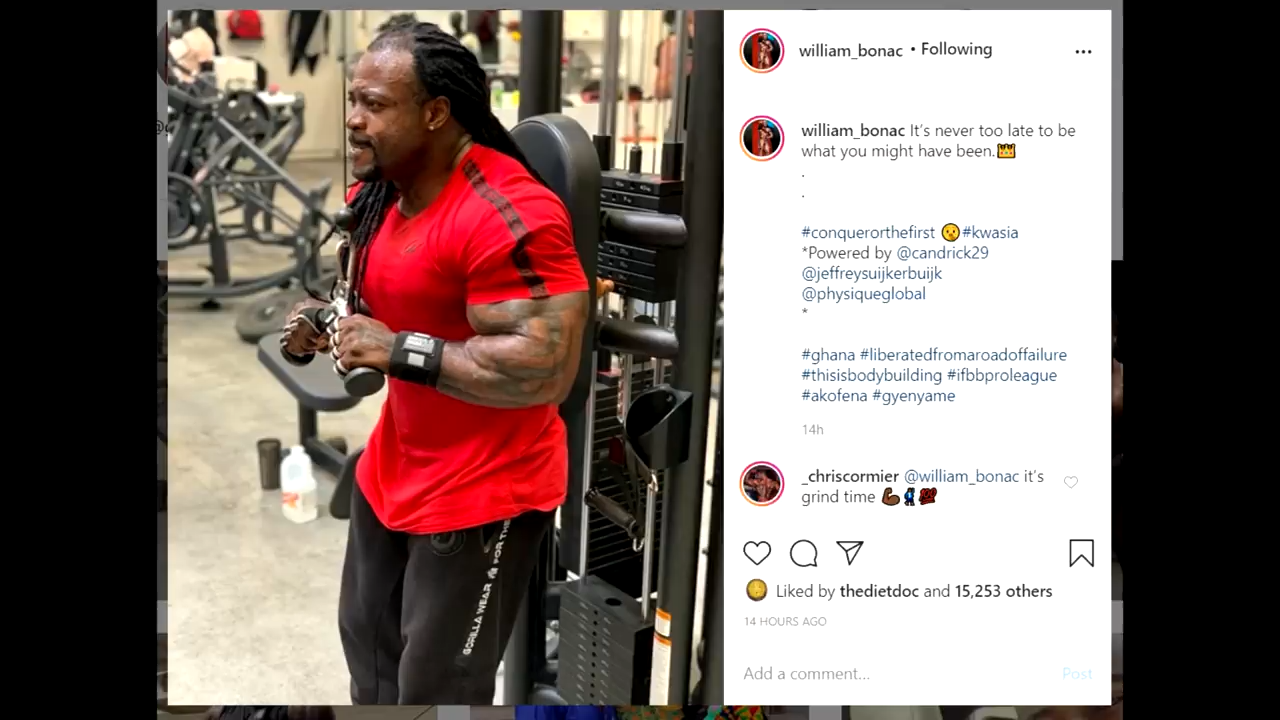 william_bonac • Following
william_bonac It's never too late to be
what you might have been.👑
.
.
#conquerorthefirst 😮#kwasia
*Powered by @candrick29
@jeffreysuijkerbuijk
@physiqueglobal
*
#ghana #liberatedfromaroadoffailure
#thisisbodybuilding #ifbbproleague
#akofena #gyenyame
14h
_chriscormier @william_bonac it's
grind time 💪🏿🧍🏿💯
Liked by thedietdoc and 15,253 others
14 HOURS AGO
Add a comment...
Post
GORILLA WEAR
FOR THE